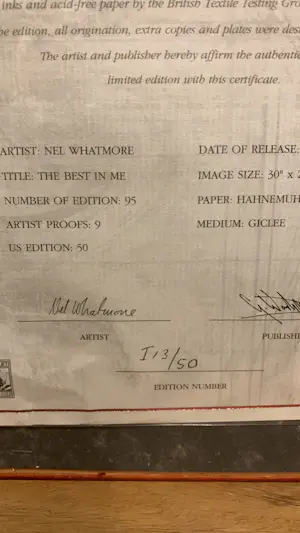 inks and acid-free paper by the British Textile Testing Gro
e edition, all origination, extra copies and plates were des
The artist and publisher hereby affirm the authentic
limited edition with this certificate.
ARTIST: NEL WHATMORE
DATE OF RELEASE:
TITLE: THE BEST IN ME
IMAGE SIZE: 30" x 2
NUMBER OF EDITION: 95
PAPER: HAHNEMUH
ARTIST PROOFS: 9
MEDIUM: GICLEE
US EDITION: 50
Nel Whatmore
ARTIST
PUBLISHE
I 13/50
EDITION NUMBER